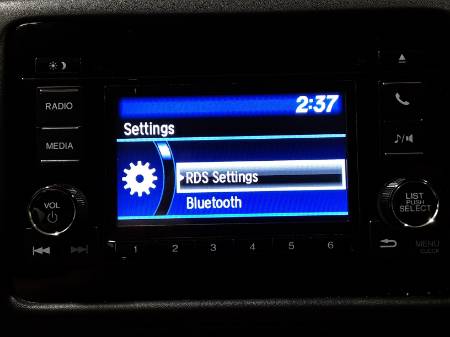 2:37
RADIO
Settings
MEDIA
RDS Settings
VOL
LIST
PUSH
SELECT
Bluetooth
1 2 3 4 5 6
MENU
CLOCK